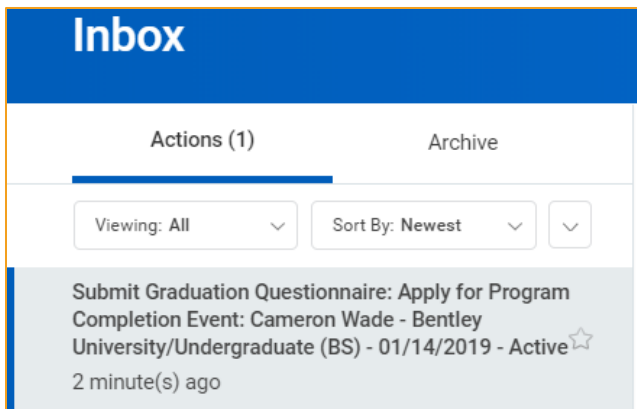 Inbox
Actions (1)
Archive
Viewing: All
Sort By: Newest
Submit Graduation Questionnaire: Apply for Program
Completion Event: Cameron Wade - Bentley
University/Undergraduate (BS) - 01/14/2019 - Active
2 minute(s) ago